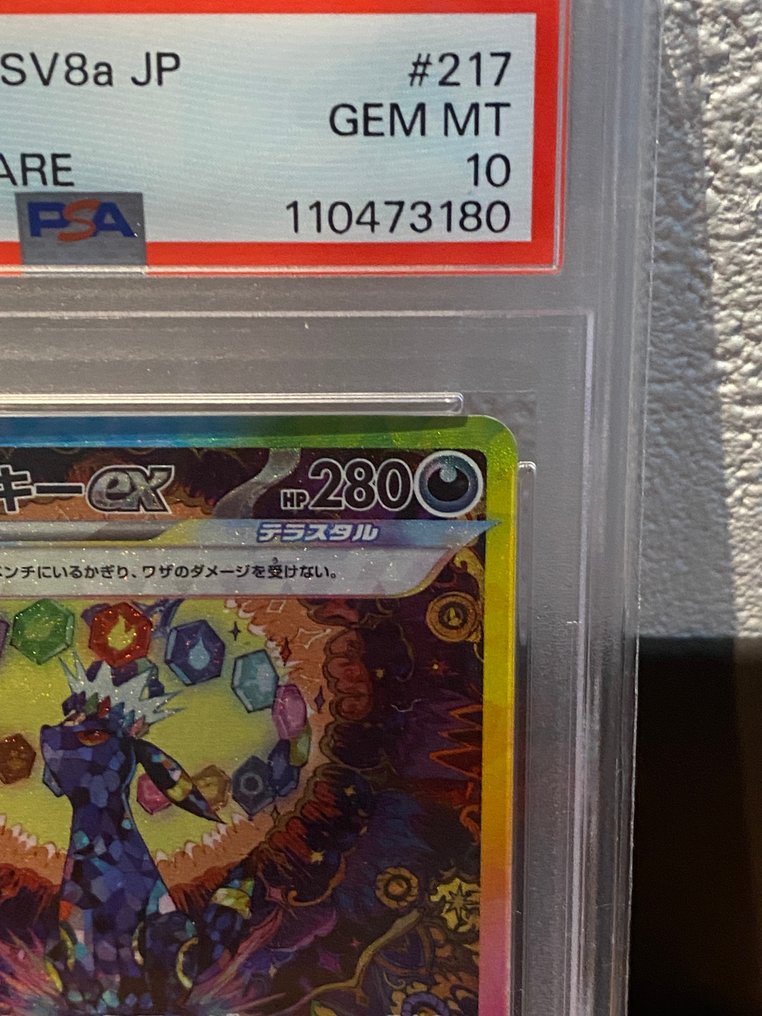 SV8a JP #217
GEM MT
ARE 10
PSA 110473180
キーex HP280
テラスタル
ンチにいるかぎり、ワザのダメージを受けない。